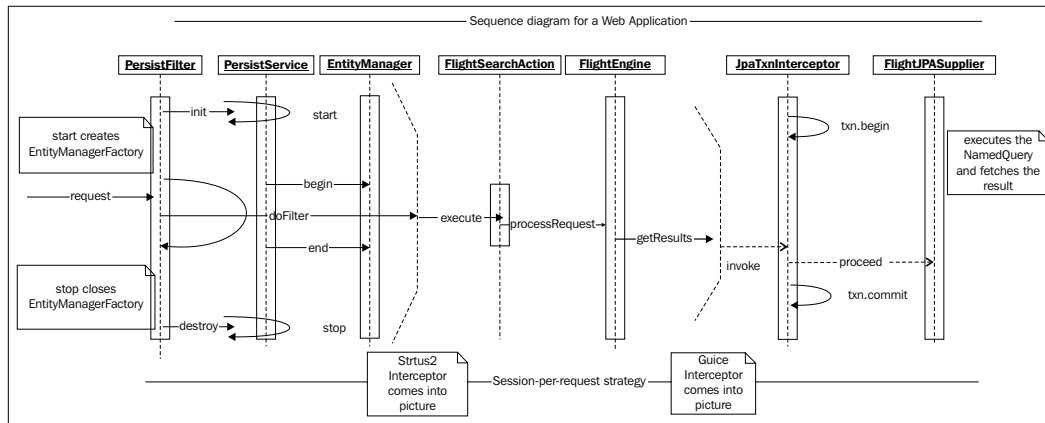 Sequence diagram for a Web Application
PersistFilter
PersistService
EntityManager
FlightSearchAction
FlightEngine
JpaTxnInterceptor
FlightJPASupplier
init
start
txn.begin
start creates
EntityManagerFactory
executes the
NamedQuery
and fetches the
result
request
begin
doFilter
execute
processRequest
getResults
end
invoke
proceed
stop closes
EntityManagerFactory
txn.commit
destroy
stop
Strtus2
Interceptor
comes into
picture
Session-per-request strategy
Guice
Interceptor
comes into
picture